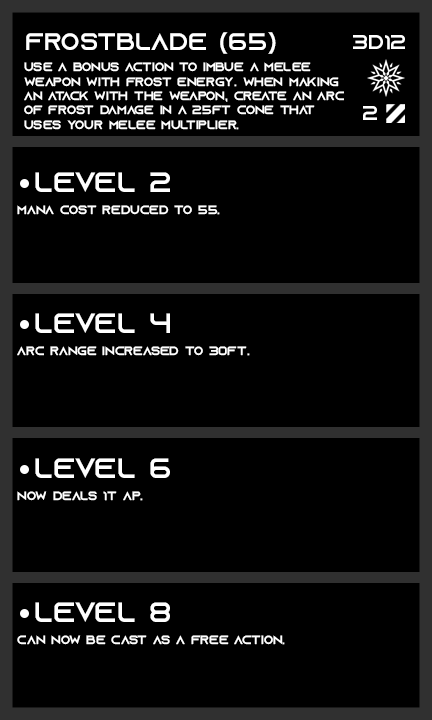 FROSTBLADE (65)
3D12
USE A BONUS ACTION TO IMBUE A MELEE
WEAPON WITH FROST ENERGY. WHEN MAKING
AN ATACK WITH THE WEAPON, CREATE AN ARC
OF FROST DAMAGE IN A 25FT CONE THAT
USES YOUR MELEE MULTIPLIER.
2
•LEVEL 2
MANA COST REDUCED TO 55.
•LEVEL 4
ARC RANGE INCREASED TO 30FT.
•LEVEL 6
NOW DEALS 1T AP.
•LEVEL 8
CAN NOW BE CAST AS A FREE ACTION.